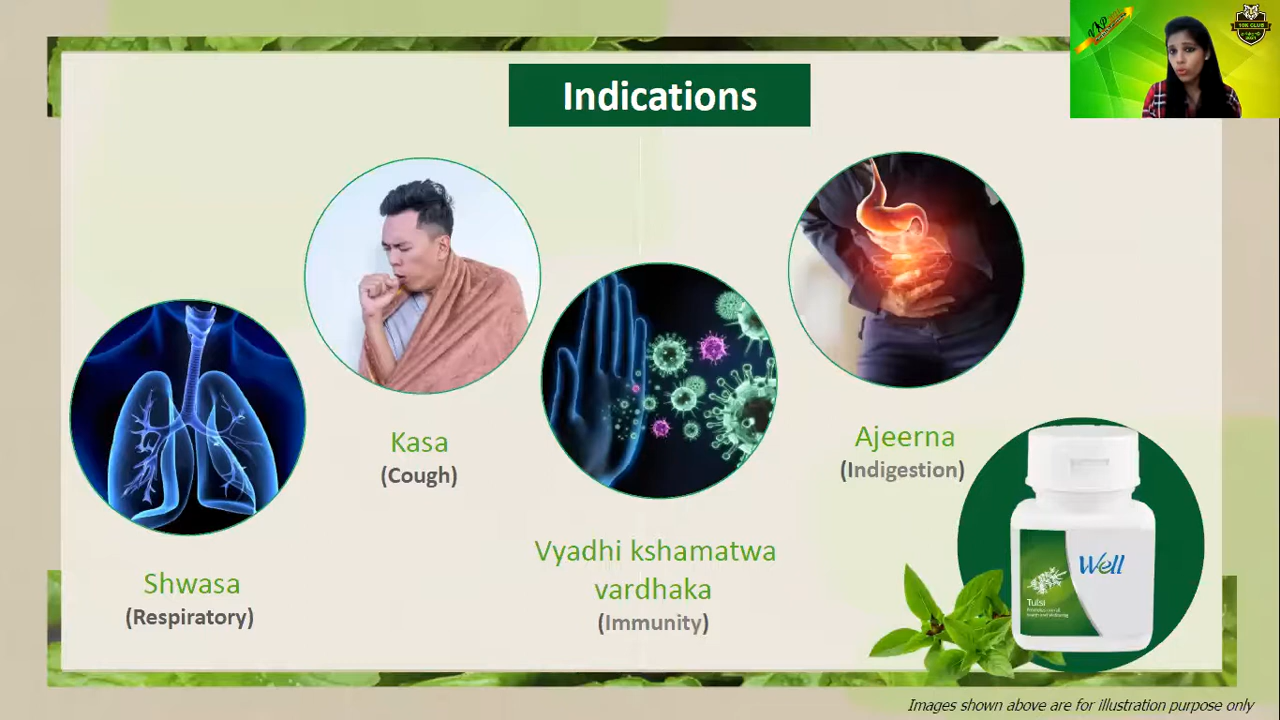 Indications
Kasa
(Cough)
Ajeerna
(Indigestion)
Vyadhi kshamatwa
vardhaka
(Immunity)
Shwasa
(Respiratory)
Well
Tulsi
Images shown above are for illustration purpose only